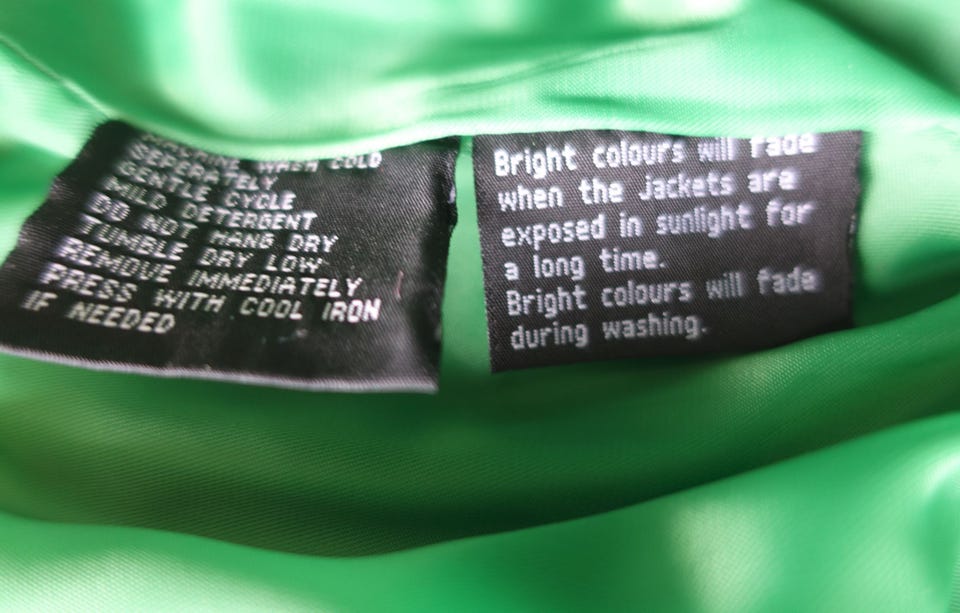 MACHINE WASH COLD
SEPERATELY
GENTLE CYCLE
MILD DETERGENT
DO NOT HANG DRY
TUMBLE DRY LOW
REMOVE IMMEDIATELY
PRESS WITH COOL IRON
IF NEEDED
Bright colours will fade
when the Jackets are
exposed in sunlight for
a long time.
Bright colours will fade
during washing.